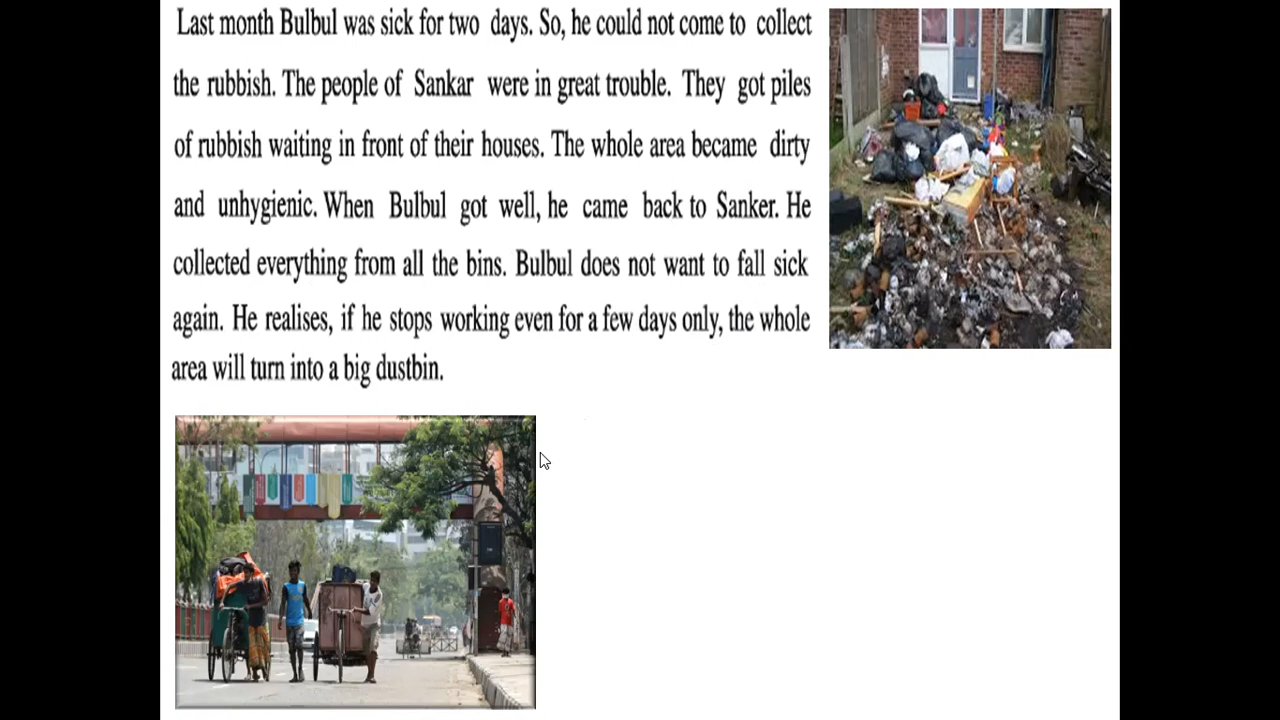 Last month Bulbul was sick for two days. So, he could not come to collect
the rubbish. The people of Sankar were in great trouble. They got piles
of rubbish waiting in front of their houses. The whole area became dirty
and unhygienic. When Bulbul got well, he came back to Sanker. He
collected everything from all the bins. Bulbul does not want to fall sick
again. He realises, if he stops working even for a few days only, the whole
area will turn into a big dustbin.